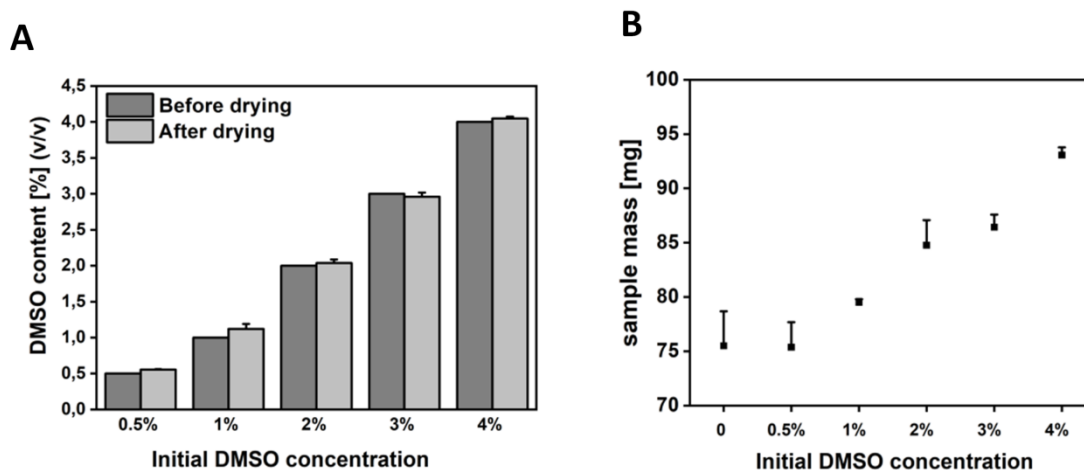 A
DMSO content [%] (v/v)
4,5
4,0
3,5
3,0
2,5
2,0
1,5
1,0
0,5
0,0
Before drying
After drying
0.5% 1% 2% 3% 4%
Initial DMSO concentration
B
sample mass [mg]
100
95
90
85
80
75
70
0 0.5% 1% 2% 3% 4%
Initial DMSO concentration